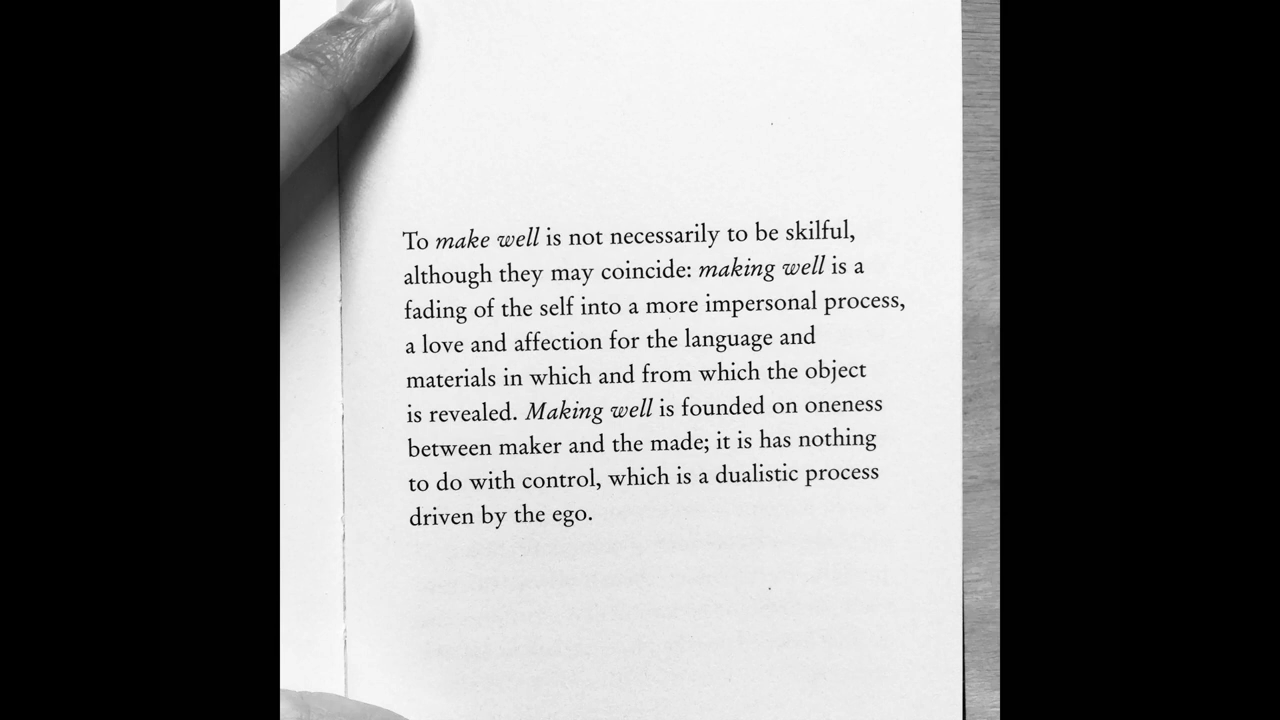 To make well is not necessarily to be skilful,
although they may coincide: making well is a
fading of the self into a more impersonal process,
a love and affection for the language and
materials in which and from which the object
is revealed. Making well is founded on oneness
between maker and the made; it is has nothing
to do with control, which is a dualistic process
driven by the ego.